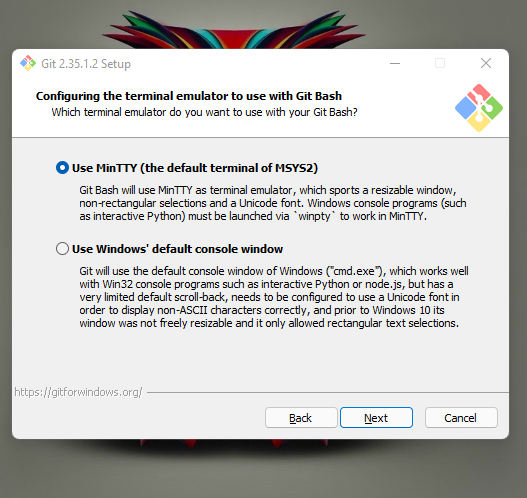 Git 2.35.1.2 Setup
Configuring the terminal emulator to use with Git Bash
Which terminal emulator do you want to use with your Git Bash?
Use MinTTY (the default terminal of MSYS2)
Git Bash will use MinTTY as terminal emulator, which sports a resizable window,
non-rectangular selections and a Unicode font. Windows console programs (such
as interactive Python) must be launched via `winpty` to work in MinTTY.
Use Windows' default console window
Git will use the default console window of Windows ("cmd.exe"), which works well
with Win32 console programs such as interactive Python or node.js, but has a
very limited default scroll-back, needs to be configured to use a Unicode font in
order to display non-ASCII characters correctly, and prior to Windows 10 its
window was not freely resizable and it only allowed rectangular text selections.
https://gitforwindows.org/
Back
Next
Cancel